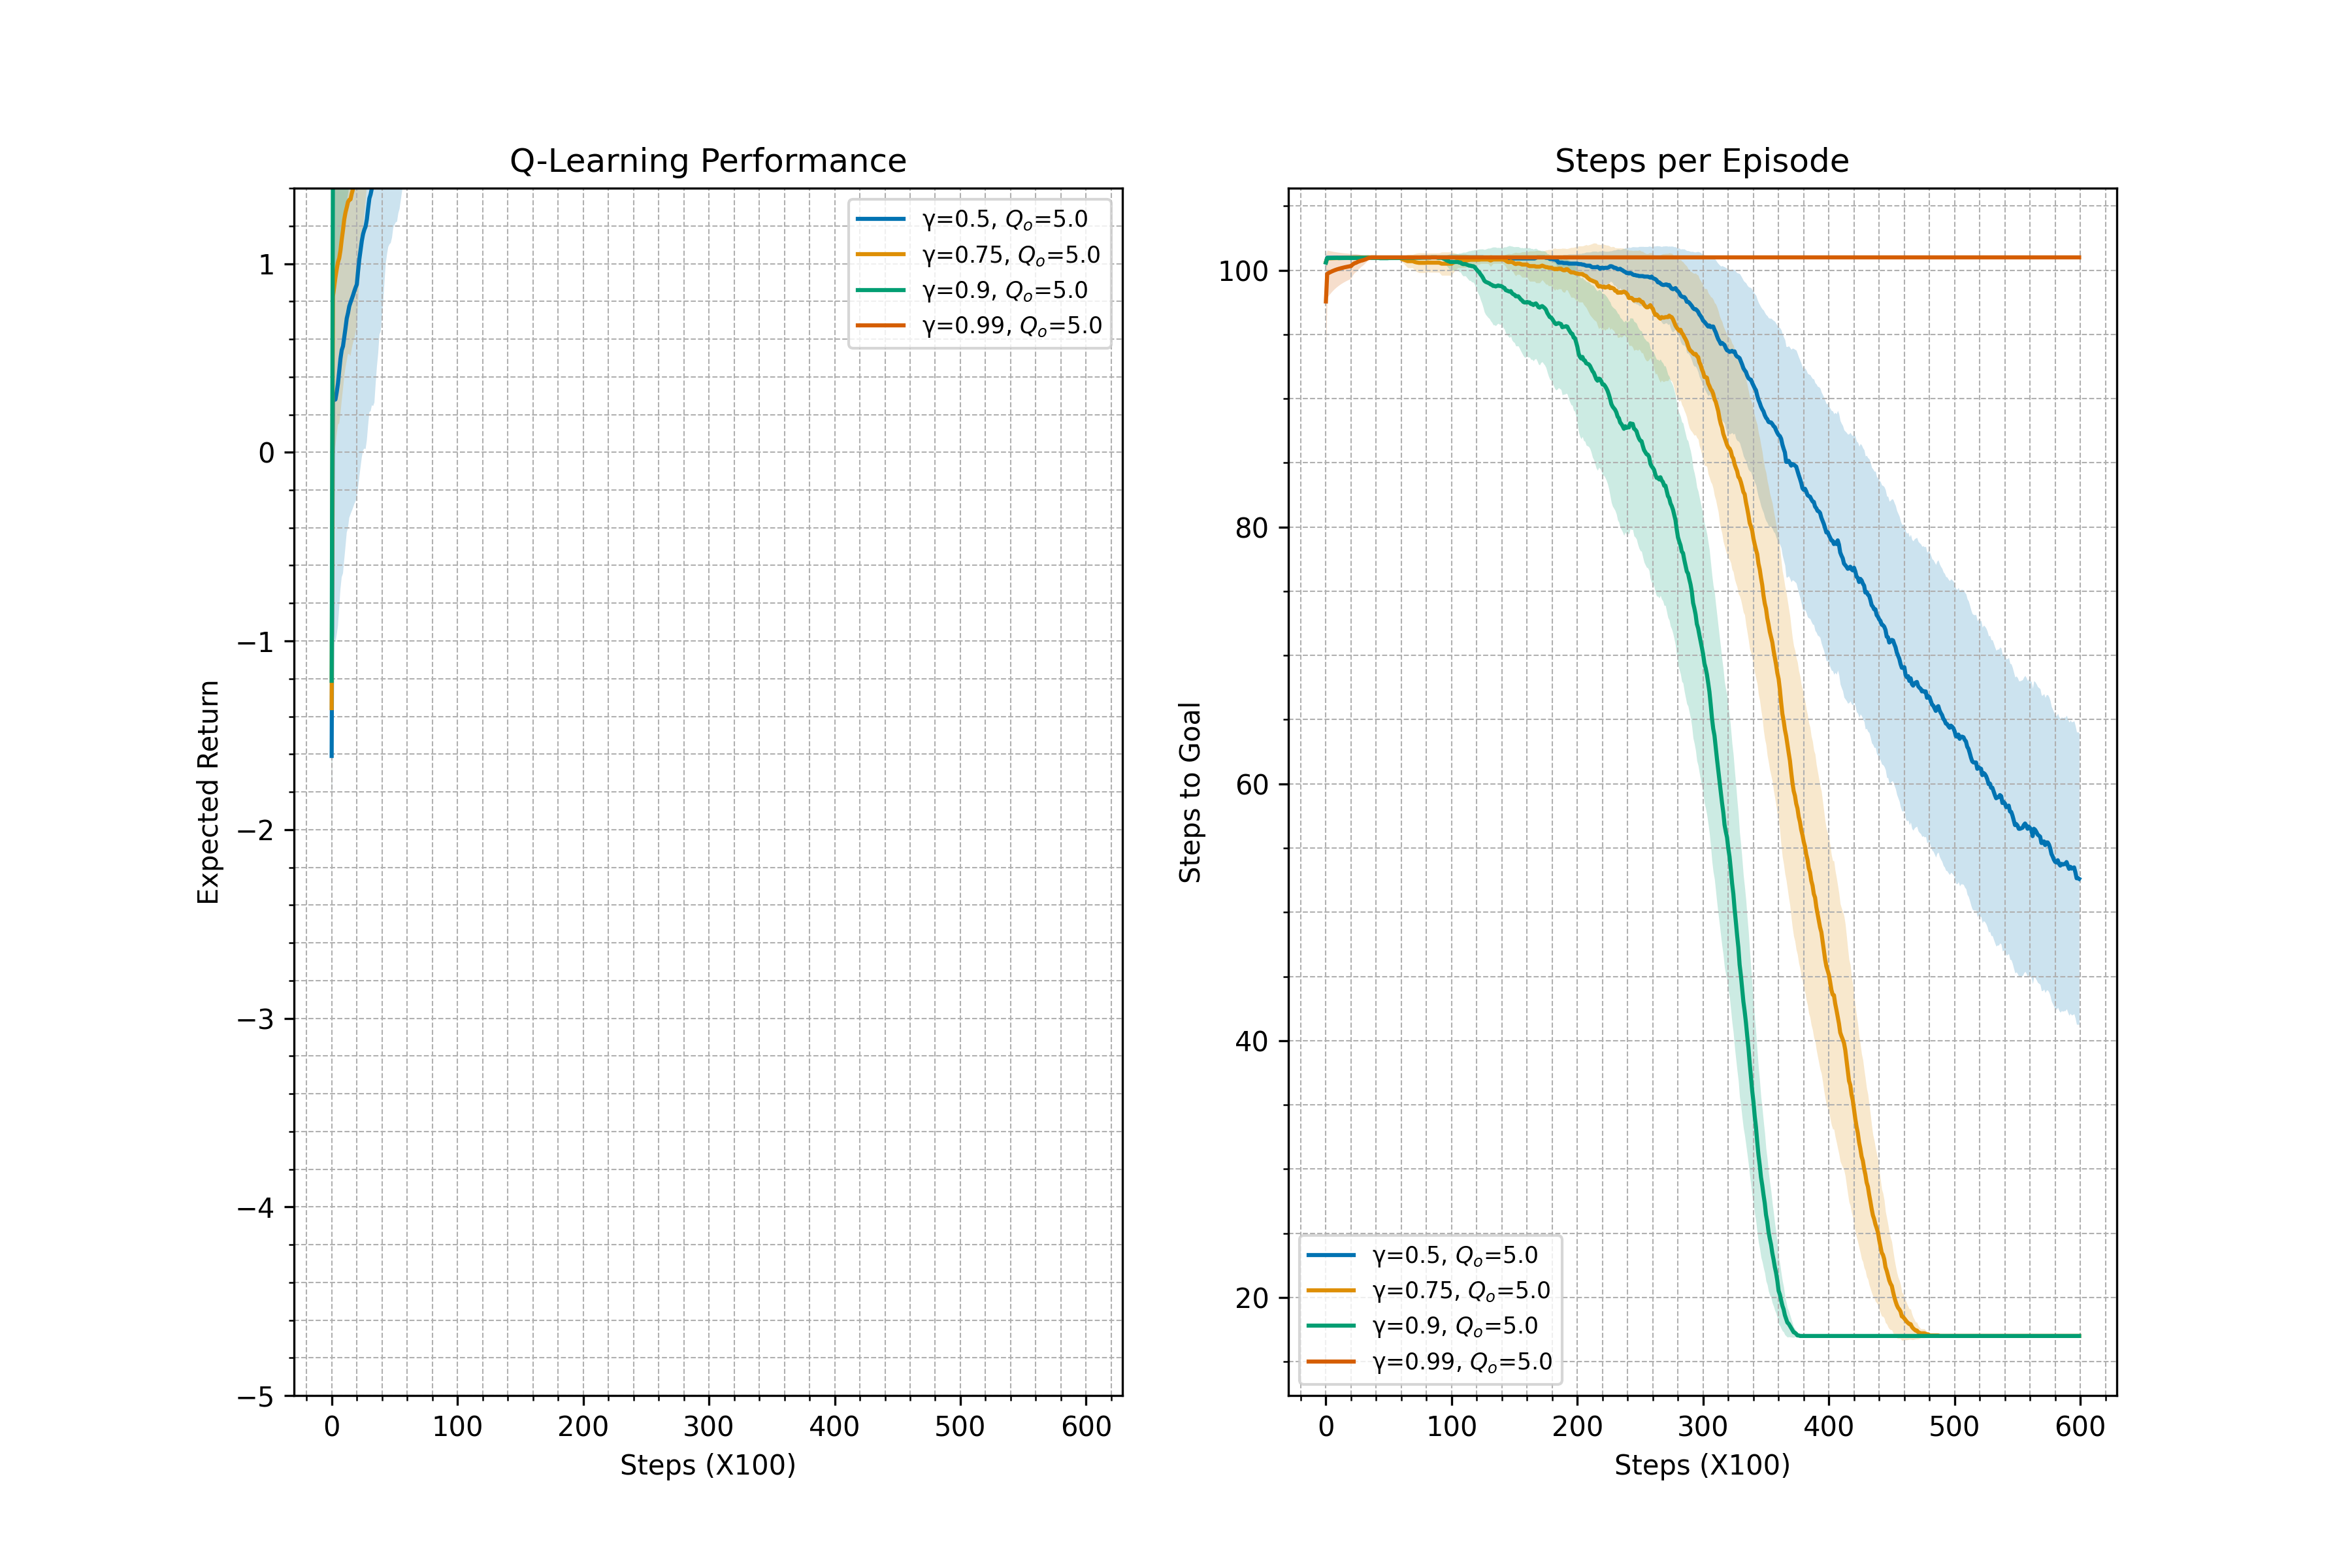 Q-Learning Performance
Expected Return
1
0
−1
−2
−3
−4
−5
0 100 200 300 400 500 600
Steps (X100)
γ=0.5, Qₒ=5.0
γ=0.75, Qₒ=5.0
γ=0.9, Qₒ=5.0
γ=0.99, Qₒ=5.0
Steps per Episode
Steps to Goal
100
80
60
40
20
0 100 200 300 400 500 600
Steps (X100)
γ=0.5, Qₒ=5.0
γ=0.75, Qₒ=5.0
γ=0.9, Qₒ=5.0
γ=0.99, Qₒ=5.0